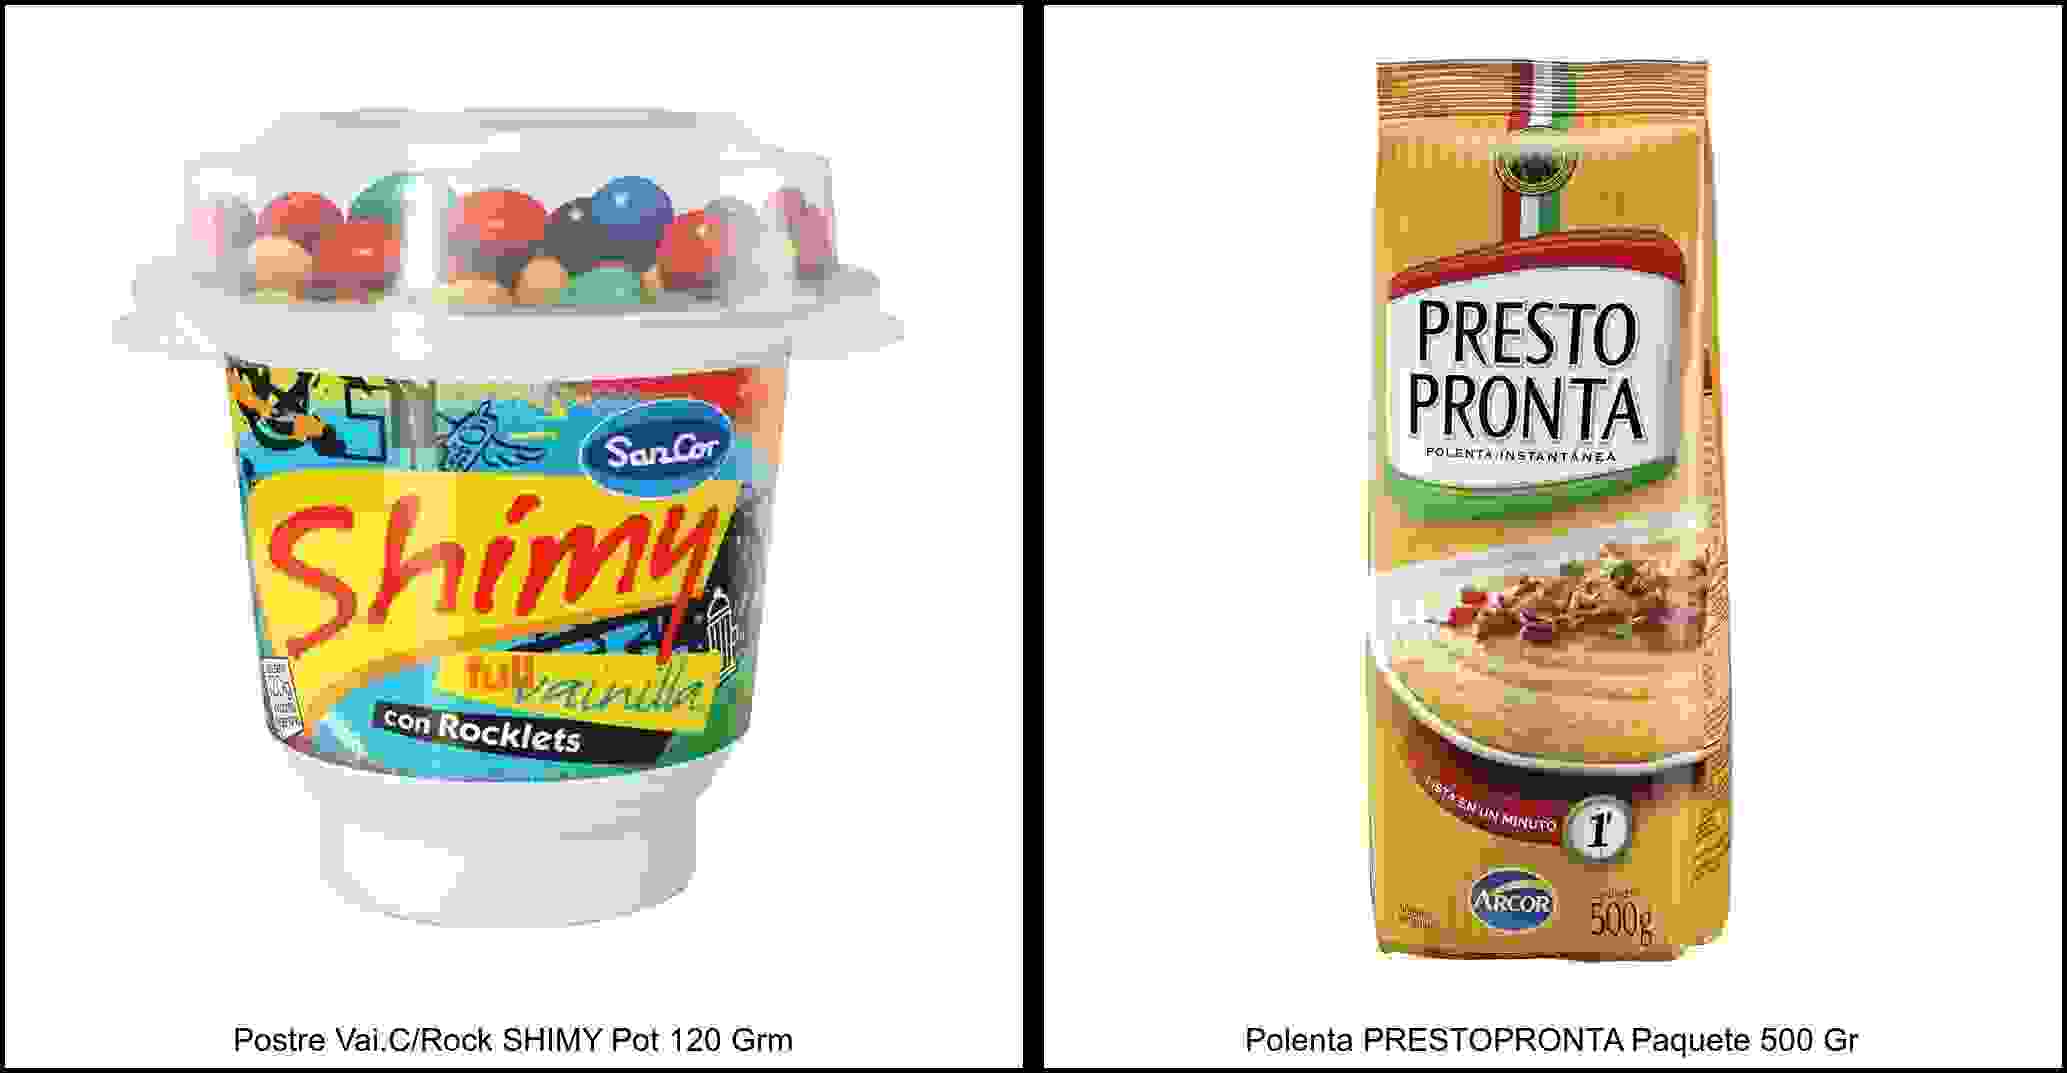 SanCor
Shimy
full vainilla
con Rocklets
Postre Vai.C/Rock SHIMY Pot 120 Grm
PRESTO
PRONTA
POLENTA INSTANTÁNEA
LISTA EN UN MINUTO
1'
ARCOR
500g
Polenta PRESTOPRONTA Paquete 500 Gr